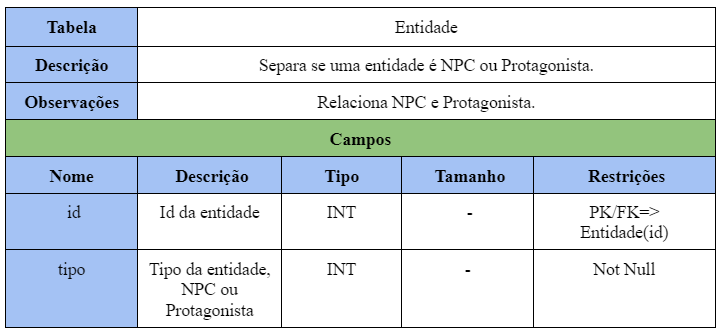 Tabela Entidade
Descrição Separa se uma entidade é NPC ou Protagonista.
Observações Relaciona NPC e Protagonista.
Campos
Nome Descrição Tipo Tamanho Restrições
id Id da entidade INT - PK/FK=>
Entidade(id)
tipo Tipo da entidade, INT - Not Null
NPC ou
Protagonista